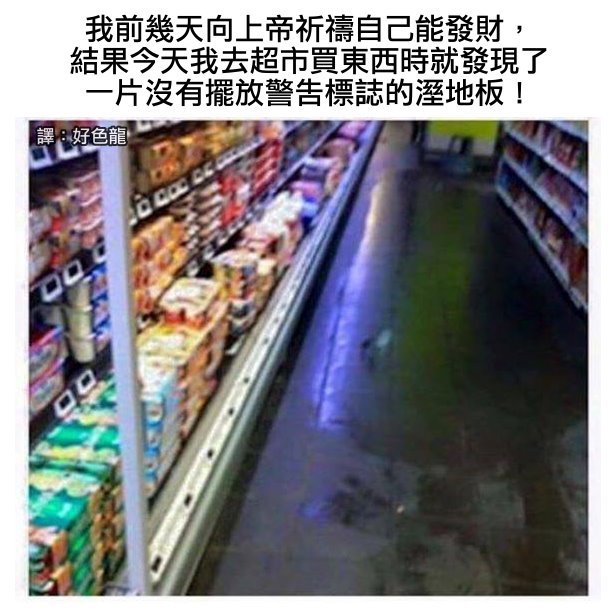 我前幾天向上帝祈禱自己能發財，
結果今天我去超市買東西時就發現了
一片沒有擺放警告標誌的溼地板！
譯：好色龍